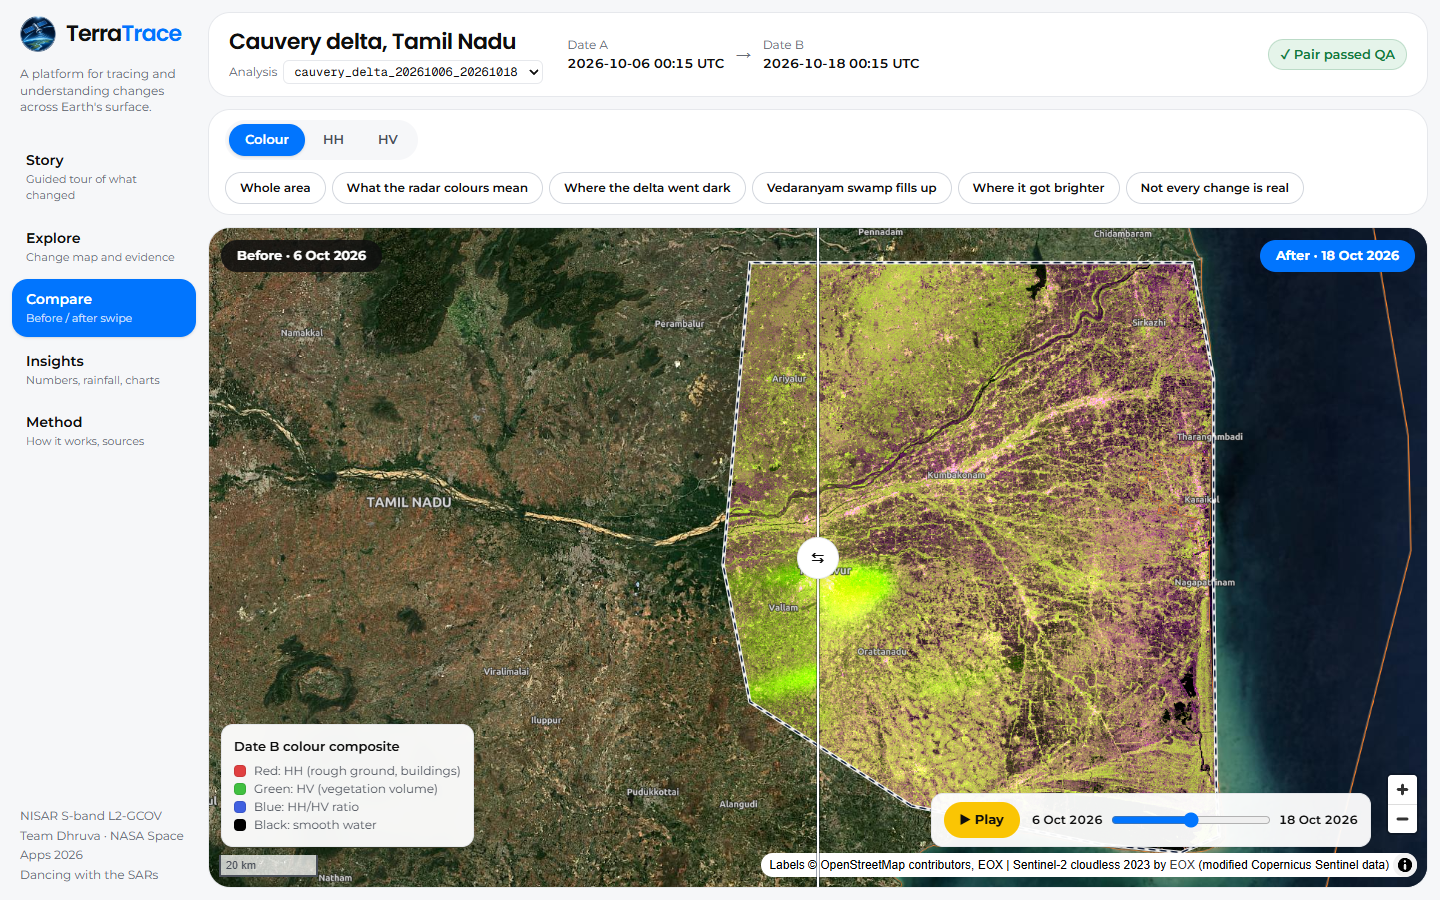 TerraTrace
A platform for tracing and
understanding changes
across Earth's surface.
Story
Guided tour of what
changed
Explore
Change map and evidence
Compare
Before / after swipe
Insights
Numbers, rainfall, charts
Method
How it works, sources
NISAR S-band L2-GCOV
Team Dhruva · NASA Space
Apps 2026
Dancing with the SARs
Cauvery delta, Tamil Nadu
Analysis cauvery_delta_20261006_20261018
Date A
2026-10-06 00:15 UTC
→
Date B
2026-10-18 00:15 UTC
✓ Pair passed QA
Colour HH HV
Whole area What the radar colours mean Where the delta went dark Vedaranyam swamp fills up Where it got brighter Not every change is real
Before · 6 Oct 2026
After · 18 Oct 2026
Pennadam
Chidambaram
Namakkal
Perambalur
Sirkazhi
Ariyalur
Tharangambadi
Kumbakonam
TAMIL NADU
Karaikal
Nagapattinam
Vallam
Orattanadu
Viralimalai
Iluppur
Pudukkottai
Alangudi
Natham
Date B colour composite
Red: HH (rough ground, buildings)
Green: HV (vegetation volume)
Blue: HH/HV ratio
Black: smooth water
20 km
▶ Play 6 Oct 2026 18 Oct 2026
+
−
Labels © OpenStreetMap contributors, EOX | Sentinel-2 cloudless 2023 by EOX (modified Copernicus Sentinel data)